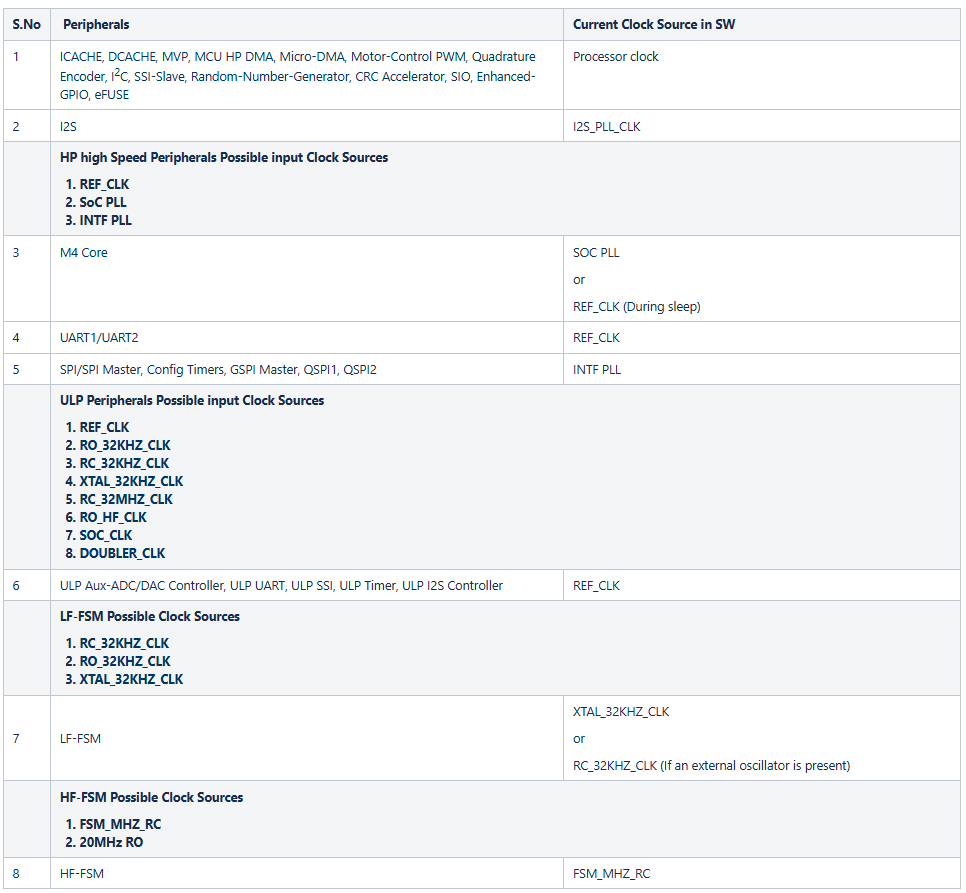 S.No Peripherals Current Clock Source in SW
1 ICACHE, DCACHE, MVP, MCU HP DMA, Micro-DMA, Motor-Control PWM, Quadrature Processor clock
Encoder, I2C, SSI-Slave, Random-Number-Generator, CRC Accelerator, SIO, Enhanced-
GPIO, eFUSE
2 I2S I2S_PLL_CLK
HP high Speed Peripherals Possible input Clock Sources
1. REF_CLK
2. SoC PLL
3. INTF PLL
3 M4 Core SOC PLL
or
REF_CLK (During sleep)
4 UART1/UART2 REF_CLK
5 SPI/SPI Master, Config Timers, GSPI Master, QSPI1, QSPI2 INTF PLL
ULP Peripherals Possible input Clock Sources
1. REF_CLK
2. RO_32KHZ_CLK
3. RC_32KHZ_CLK
4. XTAL_32KHZ_CLK
5. RC_32MHZ_CLK
6. RO_HF_CLK
7. SOC_CLK
8. DOUBLER_CLK
6 ULP Aux-ADC/DAC Controller, ULP UART, ULP SSI, ULP Timer, ULP I2S Controller REF_CLK
LF-FSM Possible Clock Sources
1. RC_32KHZ_CLK
2. RO_32KHZ_CLK
3. XTAL_32KHZ_CLK
XTAL_32KHZ_CLK
7 LF-FSM or
RC_32KHZ_CLK (If an external oscillator is present)
HF-FSM Possible Clock Sources
1. FSM_MHZ_RC
2. 20MHz RO
8 HF-FSM FSM_MHZ_RC